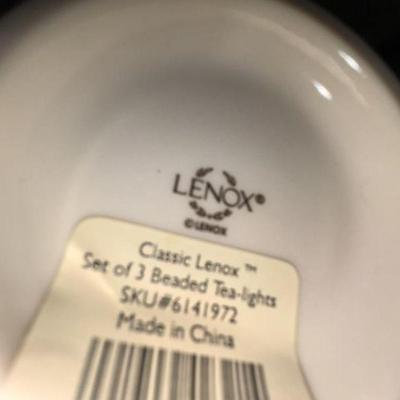 LENOX®
©LENOX
Classic Lenox™
Set of 3 Beaded Tea-lights
SKU#6141972
Made in China